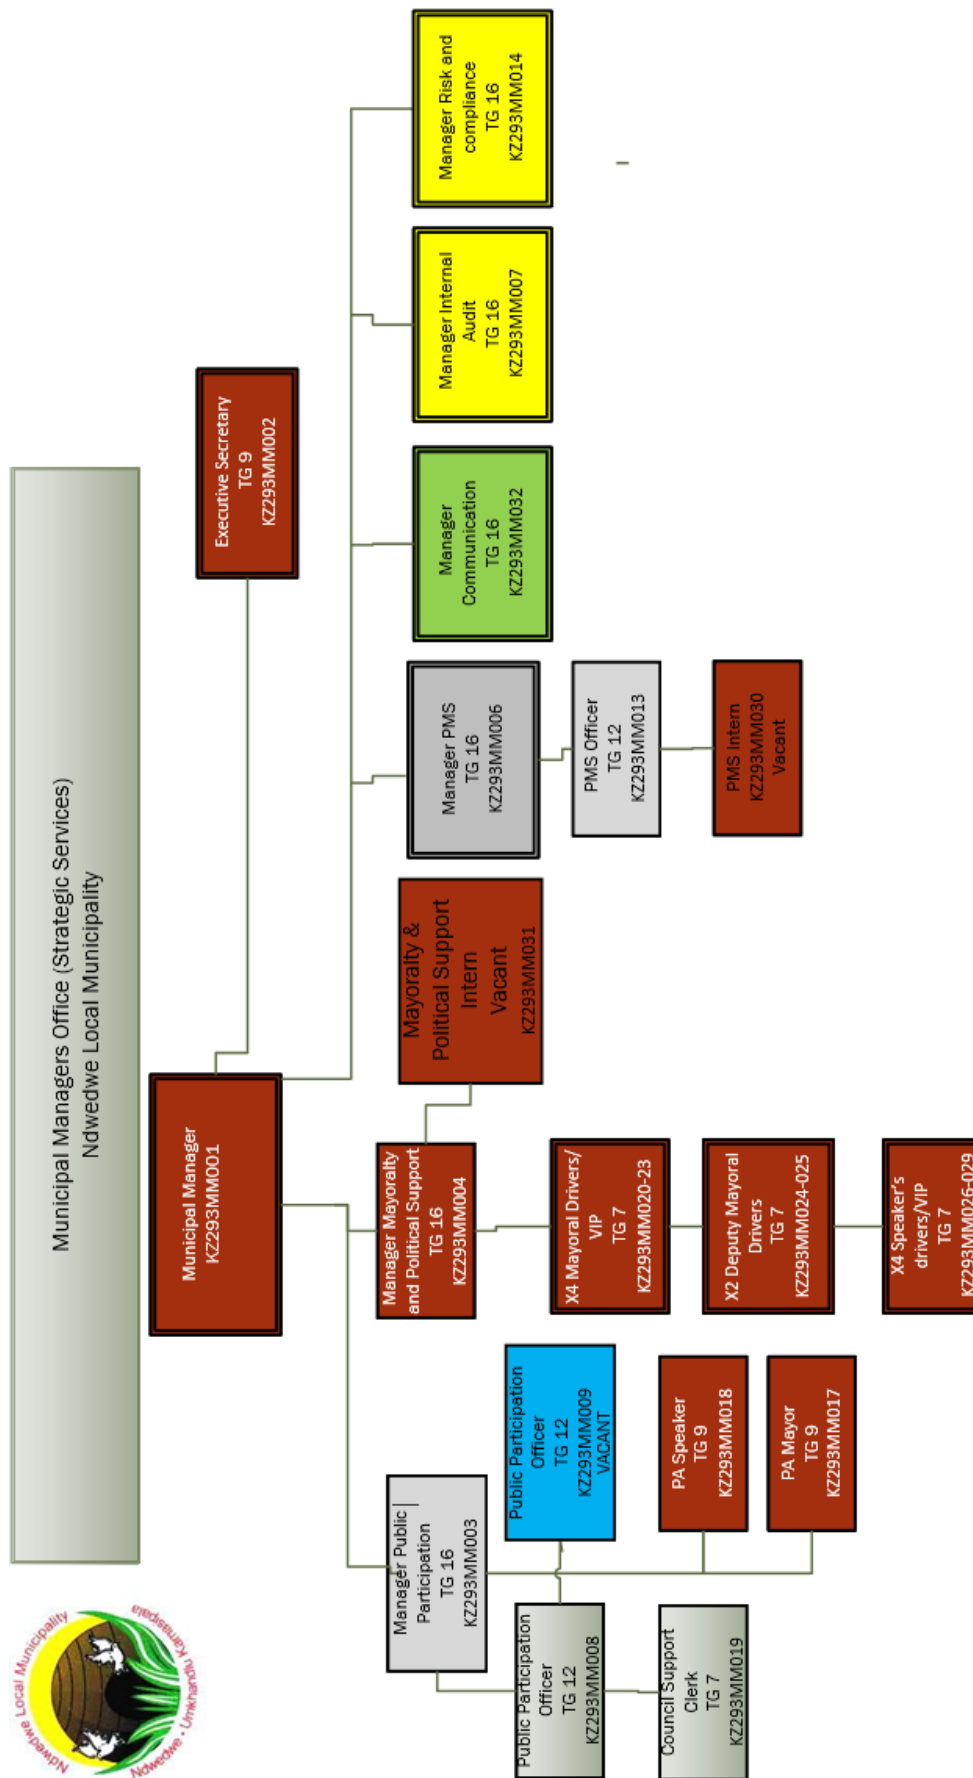 Ndwedwe Local Municipality
Ndwedwe • Umkhandlu Kamaspala
Municipal Managers Office (Strategic Services)
Ndwedwe Local Municipality
Municipal Manager
KZ293MM001
Executive Secretary
TG 9
KZ293MM002
Manager Public
Participation
TG 16
KZ293MM003
Manager Mayoralty
and Political Support
TG 16
KZ293MM004
Mayoralty &
Political Support
Intern
Vacant
KZ293MM031
Manager PMS
TG 16
KZ293MM006
Manager
Communication
TG 16
KZ293MM032
Manager Internal
Audit
TG 16
KZ293MM007
Manager Risk and
compliance
TG 16
KZ293MM014
Public Participation
Officer
TG 12
KZ293MM008
Public Participation
Officer
TG 12
KZ293MM009
VACANT
X4 Mayoral Drivers/
VIP
TG 7
KZ293MM020-23
PMS Officer
TG 12
KZ293MM013
Council Support
Clerk
TG 7
KZ293MM019
PA Speaker
TG 9
KZ293MM018
X2 Deputy Mayoral
Drivers
TG 7
KZ293MM024-025
PMS Intern
KZ293MM030
Vacant
PA Mayor
TG 9
KZ293MM017
X4 Speaker's
drivers/VIP
TG 7
KZ293MM026-029